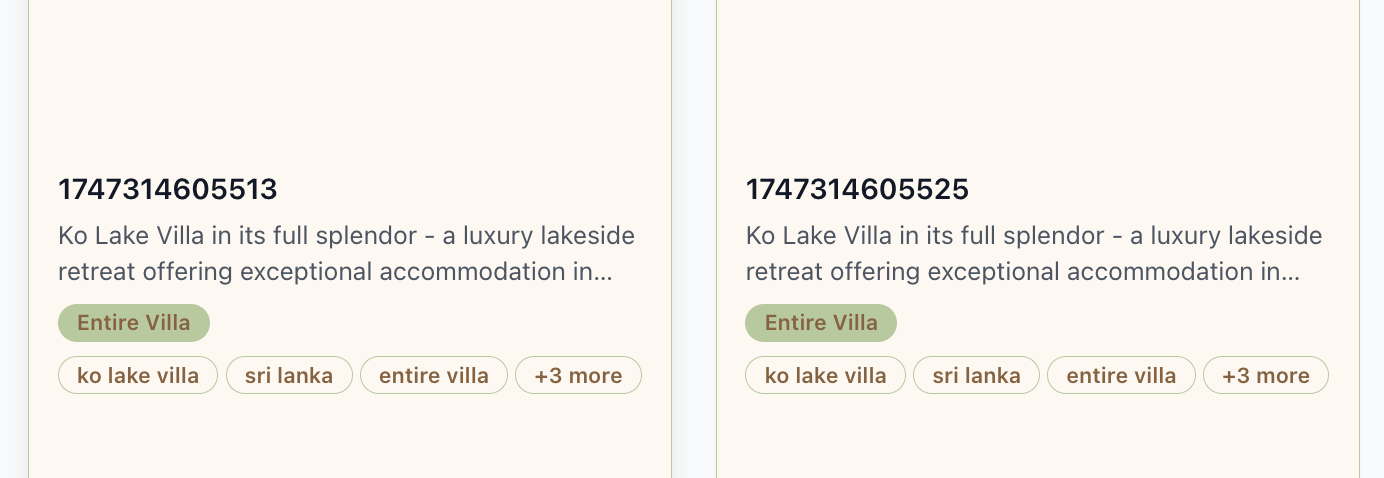 1747314605513
Ko Lake Villa in its full splendor - a luxury lakeside
retreat offering exceptional accommodation in...
Entire Villa
ko lake villa
sri lanka
entire villa
+3 more
1747314605525
Ko Lake Villa in its full splendor - a luxury lakeside
retreat offering exceptional accommodation in...
Entire Villa
ko lake villa
sri lanka
entire villa
+3 more